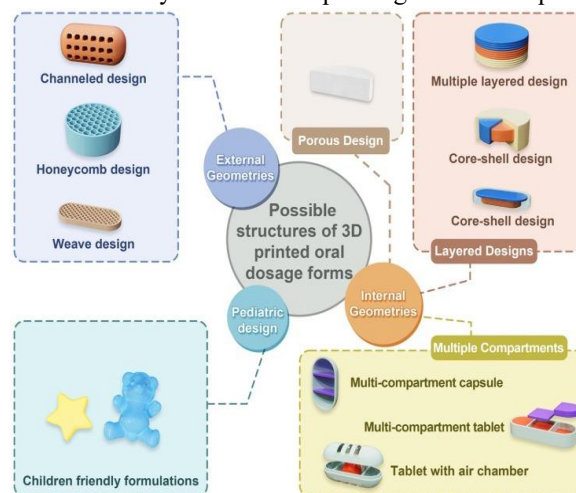 Channeled design
Honeycomb design
Weave design
External
Geometries
Porous Design
Multiple layered design
Core-shell design
Core-shell design
Layered Designs
Possible
structures of 3D
printed oral
dosage forms
Pediatric
design
Internal
Geometries
Children friendly formulations
Multiple Compartments
Multi-compartment capsule
Multi-compartment tablet
Tablet with air chamber